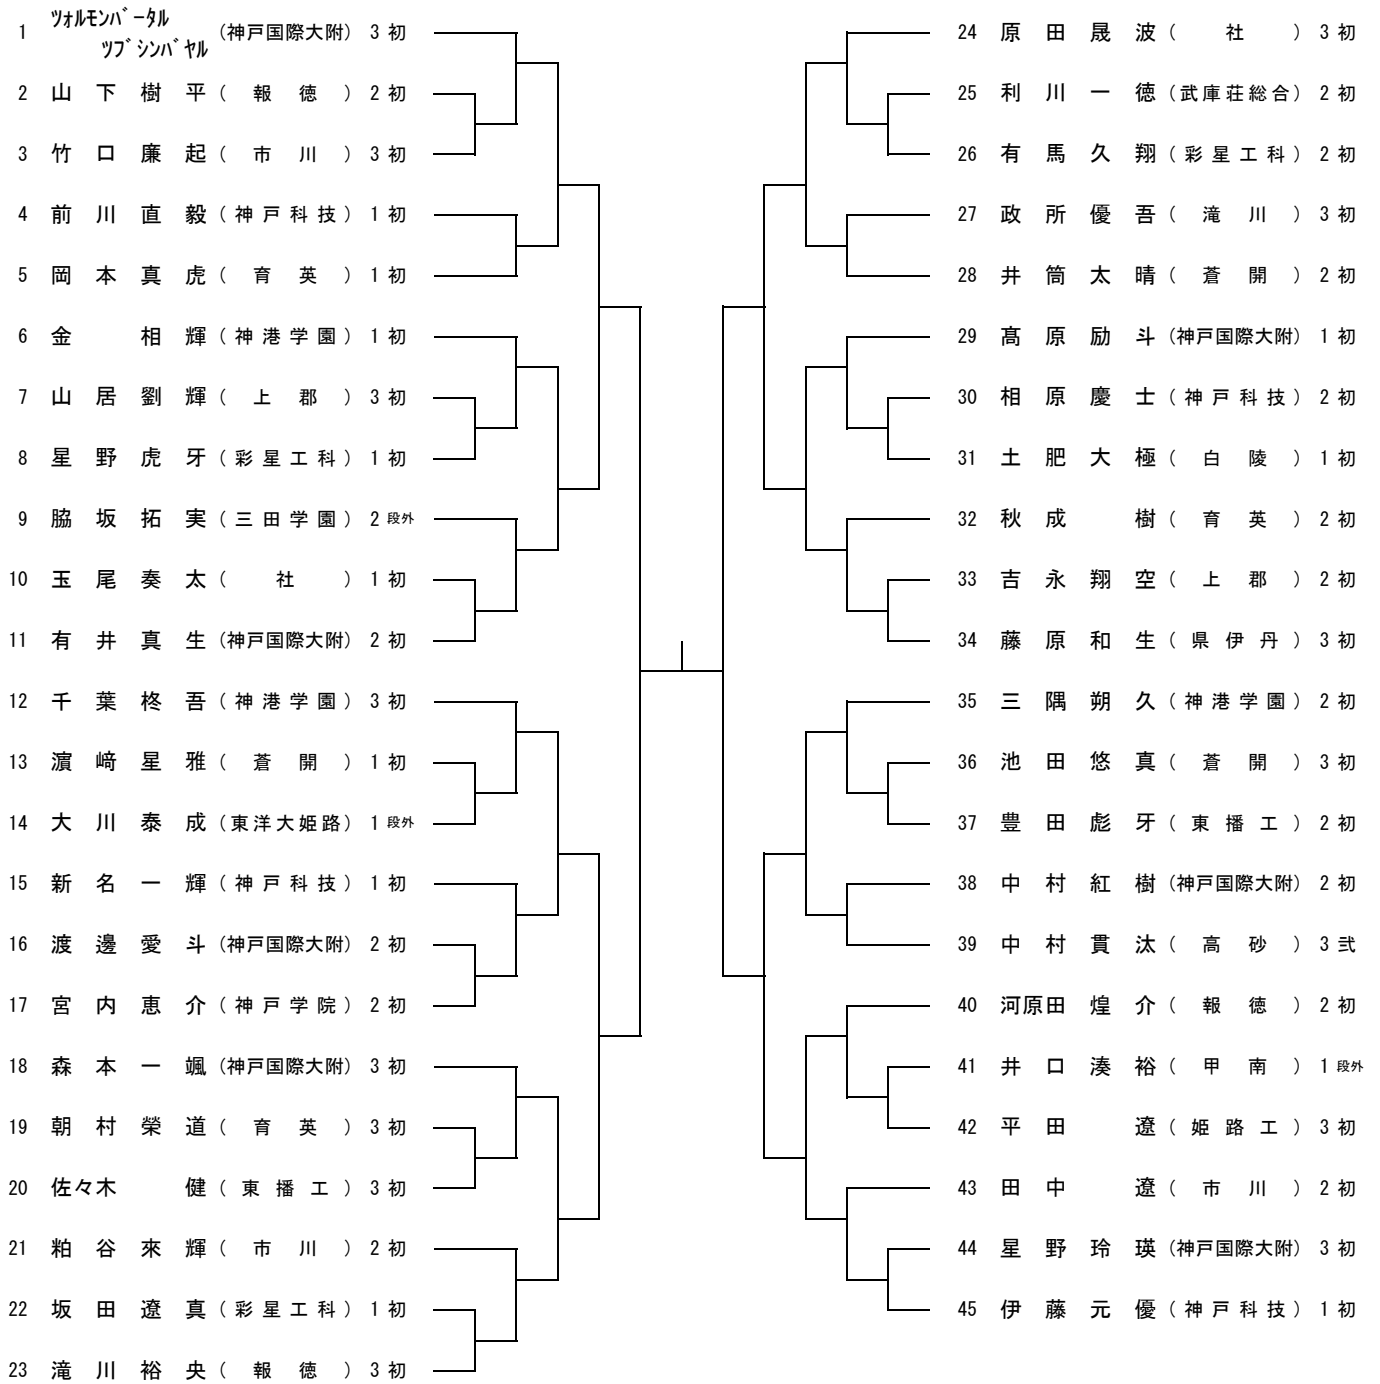 1 ツォルモンバータル ツブシンバヤル (神戸国際大附) 3 初
2 山下樹平 (報徳) 2 初
3 竹口廉起 (市川) 3 初
4 前川直毅 (神戸科技) 1 初
5 岡本真虎 (育英) 1 初
6 金相輝 (神港学園) 1 初
7 山居劉輝 (上郡) 3 初
8 星野虎牙 (彩星工科) 1 初
9 脇坂拓実 (三田学園) 2 段外
10 玉尾奏太 (社) 1 初
11 有井真生 (神戸国際大附) 2 初
12 千葉柊吾 (神港学園) 3 初
13 濵﨑星雅 (蒼開) 1 初
14 大川泰成 (東洋大姫路) 1 段外
15 新名一輝 (神戸科技) 1 初
16 渡邊愛斗 (神戸国際大附) 2 初
17 宮内恵介 (神戸学院) 2 初
18 森本一颯 (神戸国際大附) 3 初
19 朝村榮道 (育英) 3 初
20 佐々木健 (東播工) 3 初
21 粕谷來輝 (市川) 2 初
22 坂田遼真 (彩星工科) 1 初
23 滝川裕央 (報徳) 3 初
24 原田晟波 (社) 3 初
25 利川一徳 (武庫荘総合) 2 初
26 有馬久翔 (彩星工科) 2 初
27 政所優吾 (滝川) 3 初
28 井筒太晴 (蒼開) 2 初
29 髙原励斗 (神戸国際大附) 1 初
30 相原慶士 (神戸科技) 2 初
31 土肥大極 (白陵) 1 初
32 秋成樹 (育英) 2 初
33 吉永翔空 (上郡) 2 初
34 藤原和生 (県伊丹) 3 初
35 三隅朔久 (神港学園) 2 初
36 池田悠真 (蒼開) 3 初
37 豊田彪牙 (東播工) 2 初
38 中村紅樹 (神戸国際大附) 2 初
39 中村貫汰 (高砂) 3 弐
40 河原田煌介 (報徳) 2 初
41 井口湊裕 (甲南) 1 段外
42 平田遼 (姫路工) 3 初
43 田中遼 (市川) 2 初
44 星野玲瑛 (神戸国際大附) 3 初
45 伊藤元優 (神戸科技) 1 初